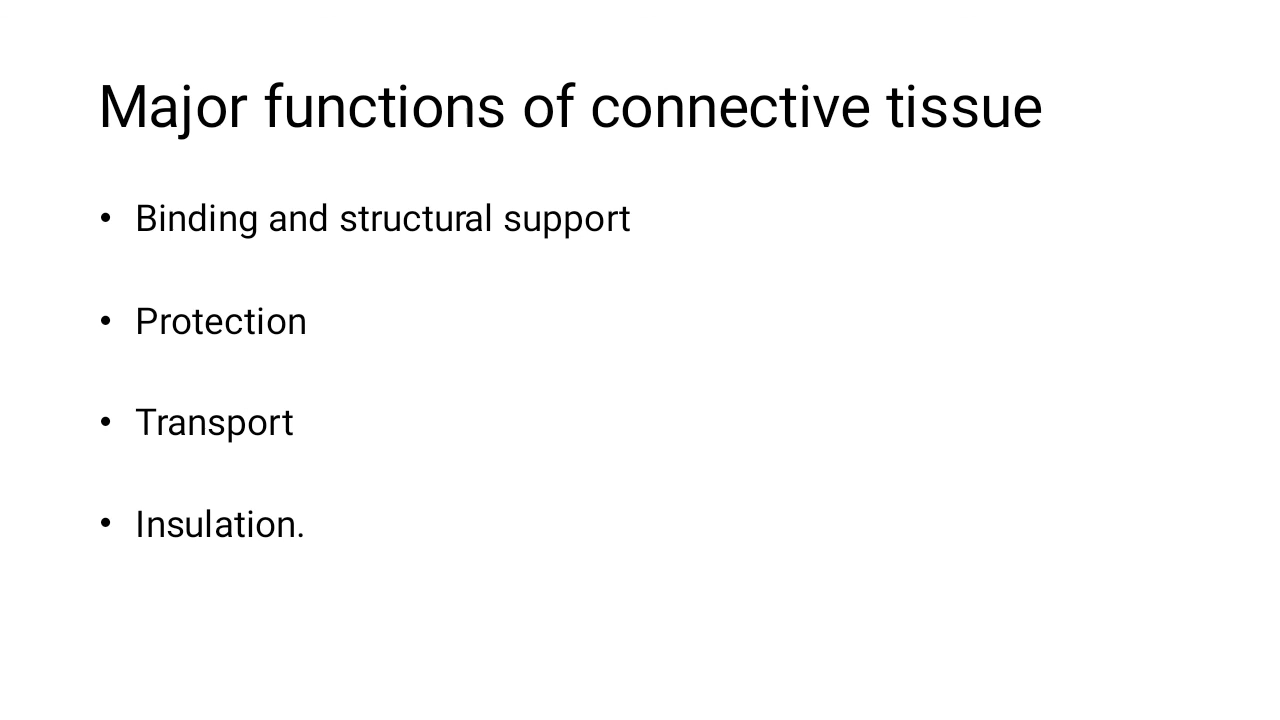 Major functions of connective tissue
• Binding and structural support
• Protection
• Transport
• Insulation.